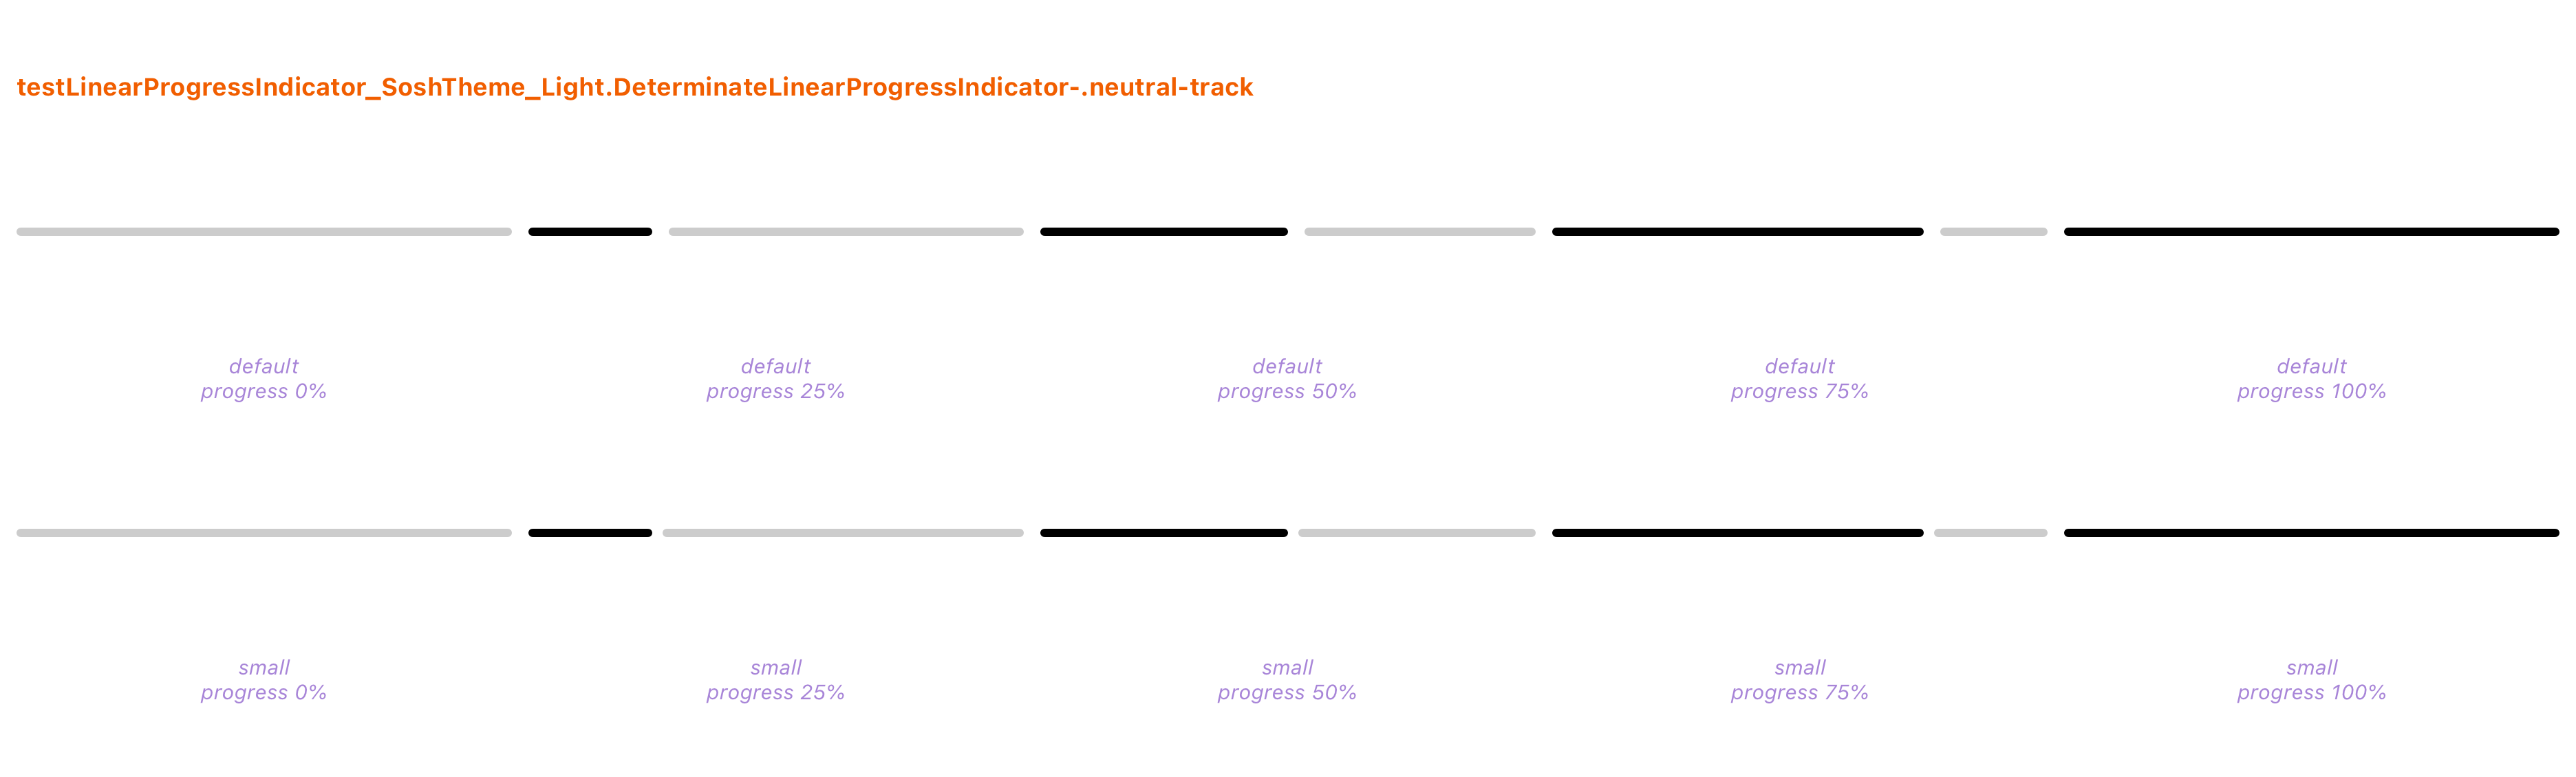 testLinearProgressIndicator_SoshTheme_Light.DeterminateLinearProgressIndicator-.neutral-track
default
progress 0%
default
progress 25%
default
progress 50%
default
progress 75%
default
progress 100%
small
progress 0%
small
progress 25%
small
progress 50%
small
progress 75%
small
progress 100%